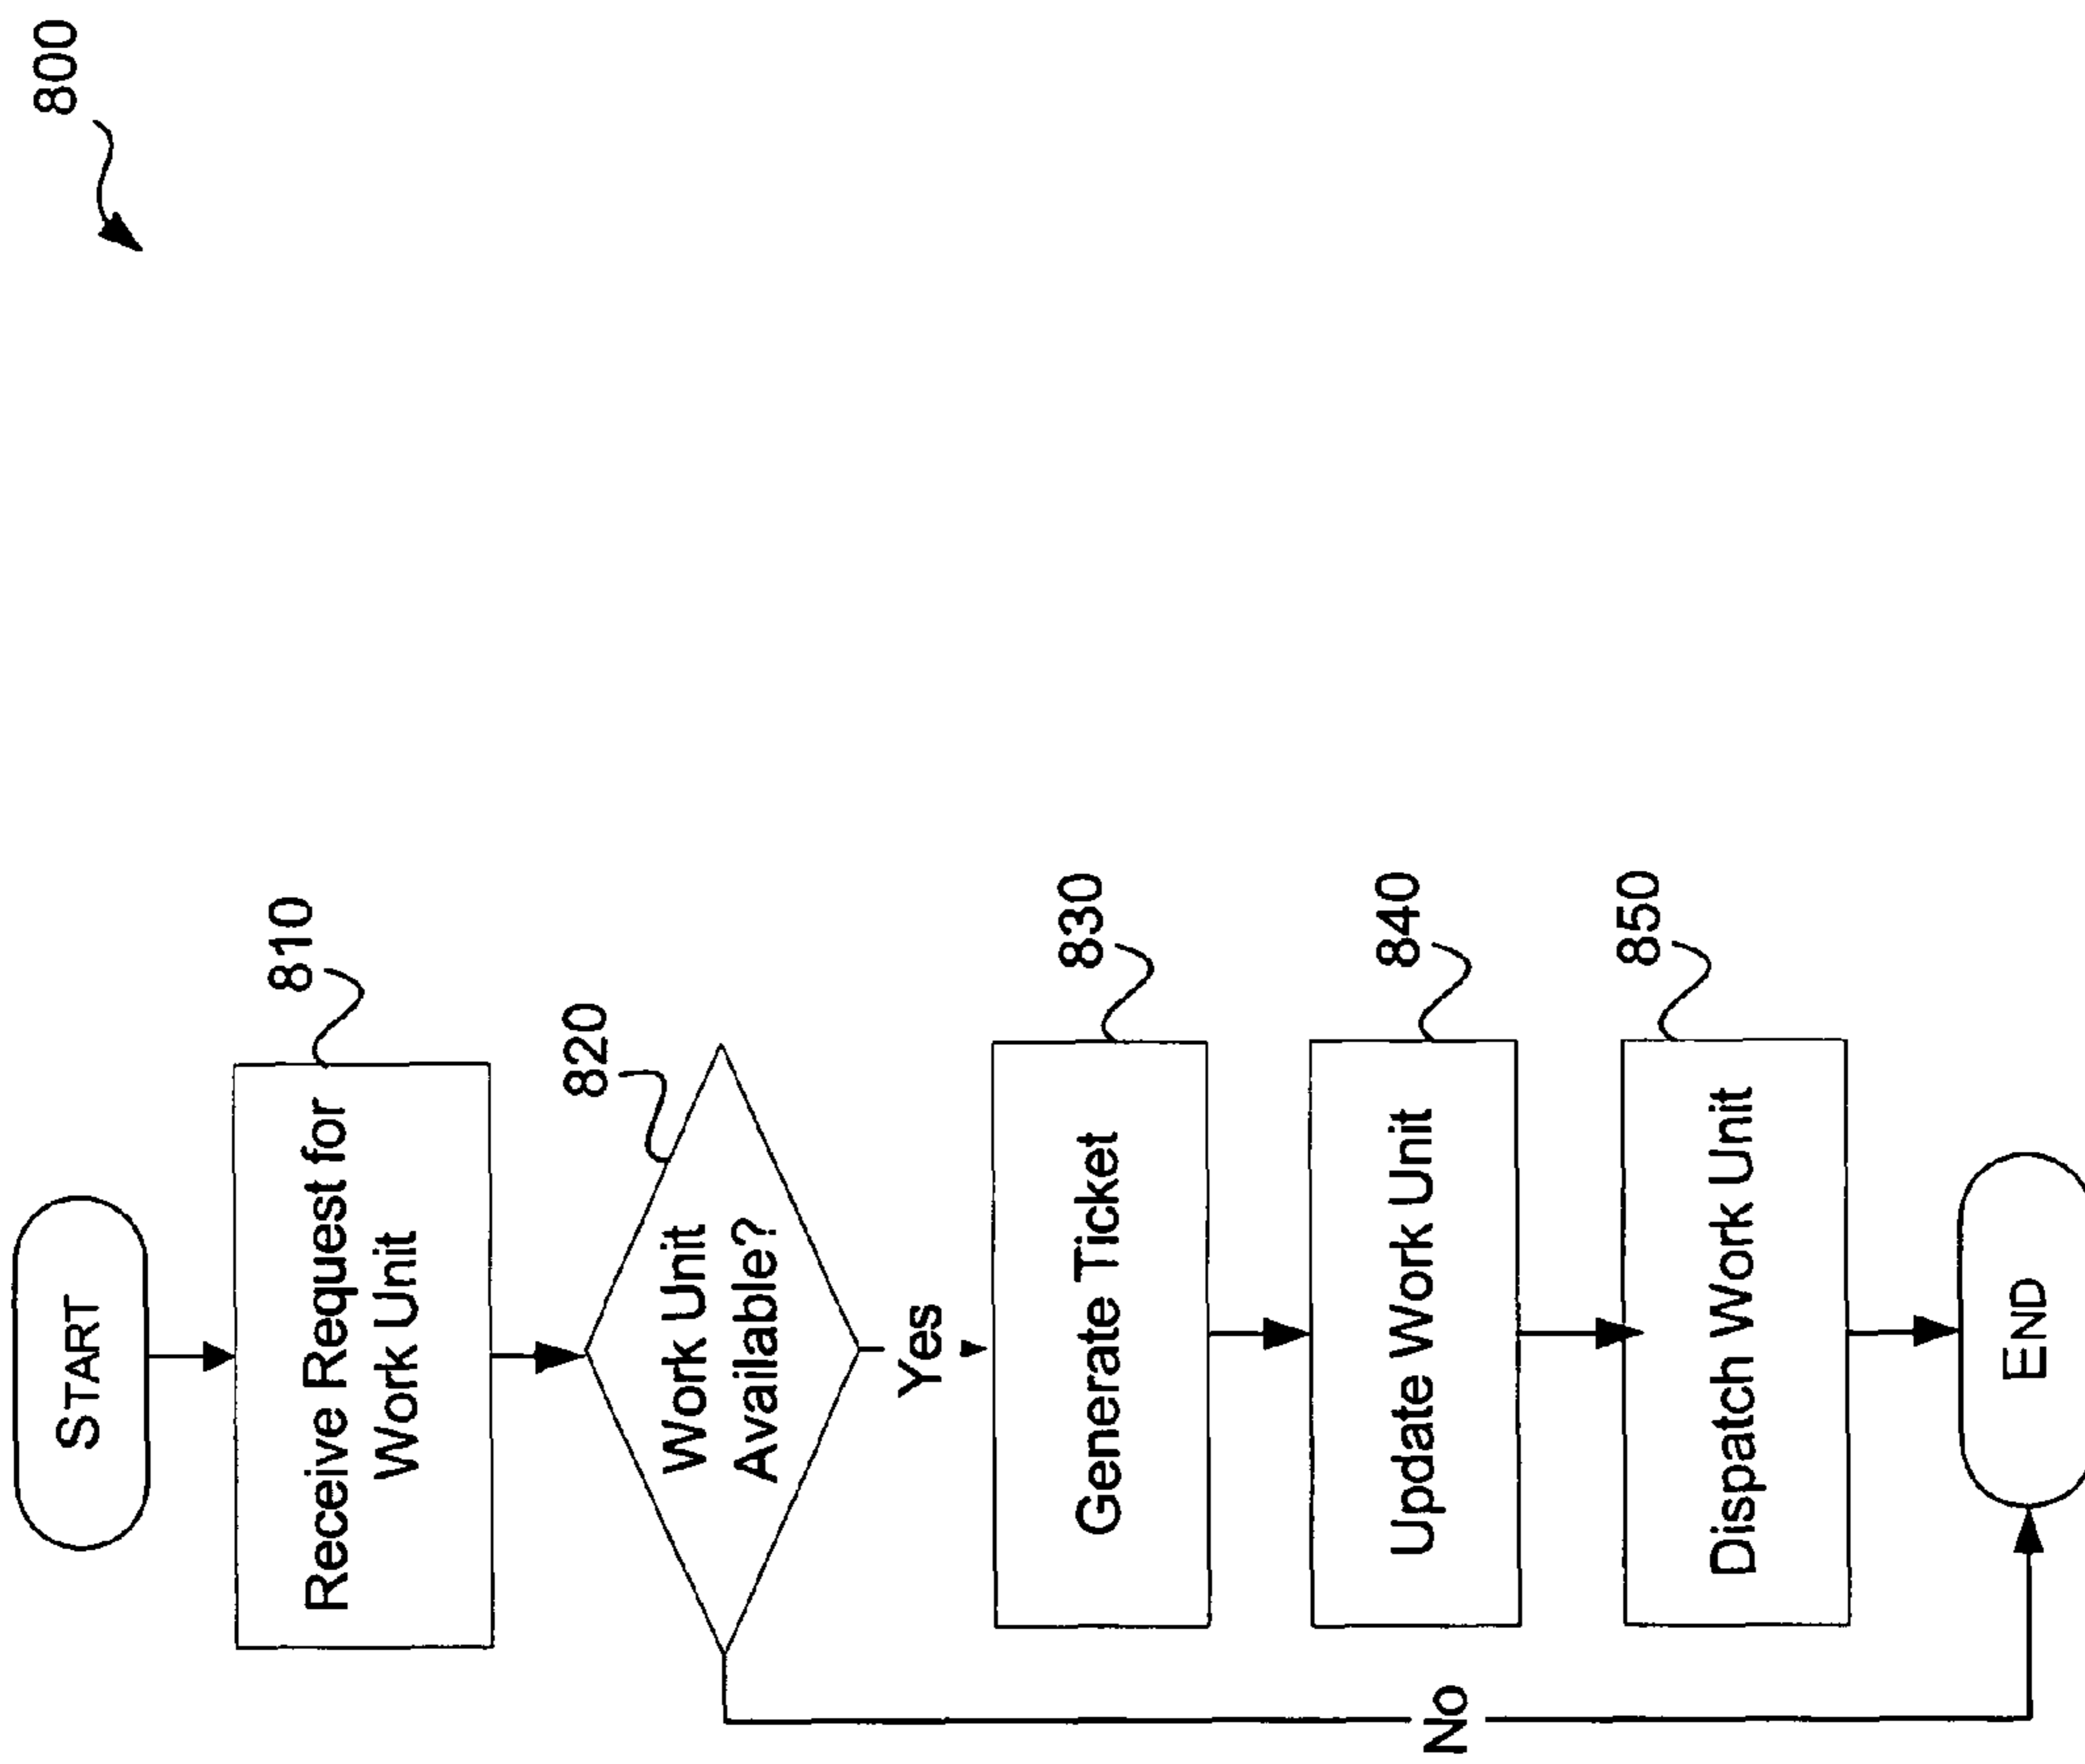 800
START
810
Receive Request for
Work Unit
820
Work Unit
Available?
Yes
830
Generate Ticket
840
Update Work Unit
No
850
Dispatch Work Unit
END